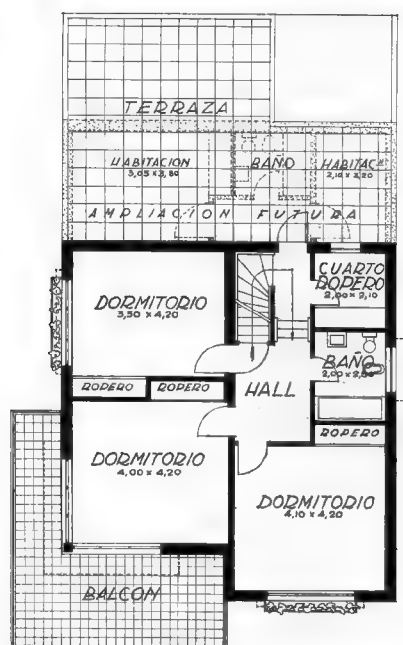 TERRAZA
HABITACION
3,05 x 3,80
BAÑO
HABITACⁿ
2,10 x 3,20
AMPLIACION FUTURA
CUARTO
ROPERO
2,00 x 2,10
DORMITORIO
3,50 x 4,20
BAÑO
ROPERO
ROPERO
HALL
ROPERO
DORMITORIO
4,00 x 4,20
DORMITORIO
4,10 x 4,20
BALCON